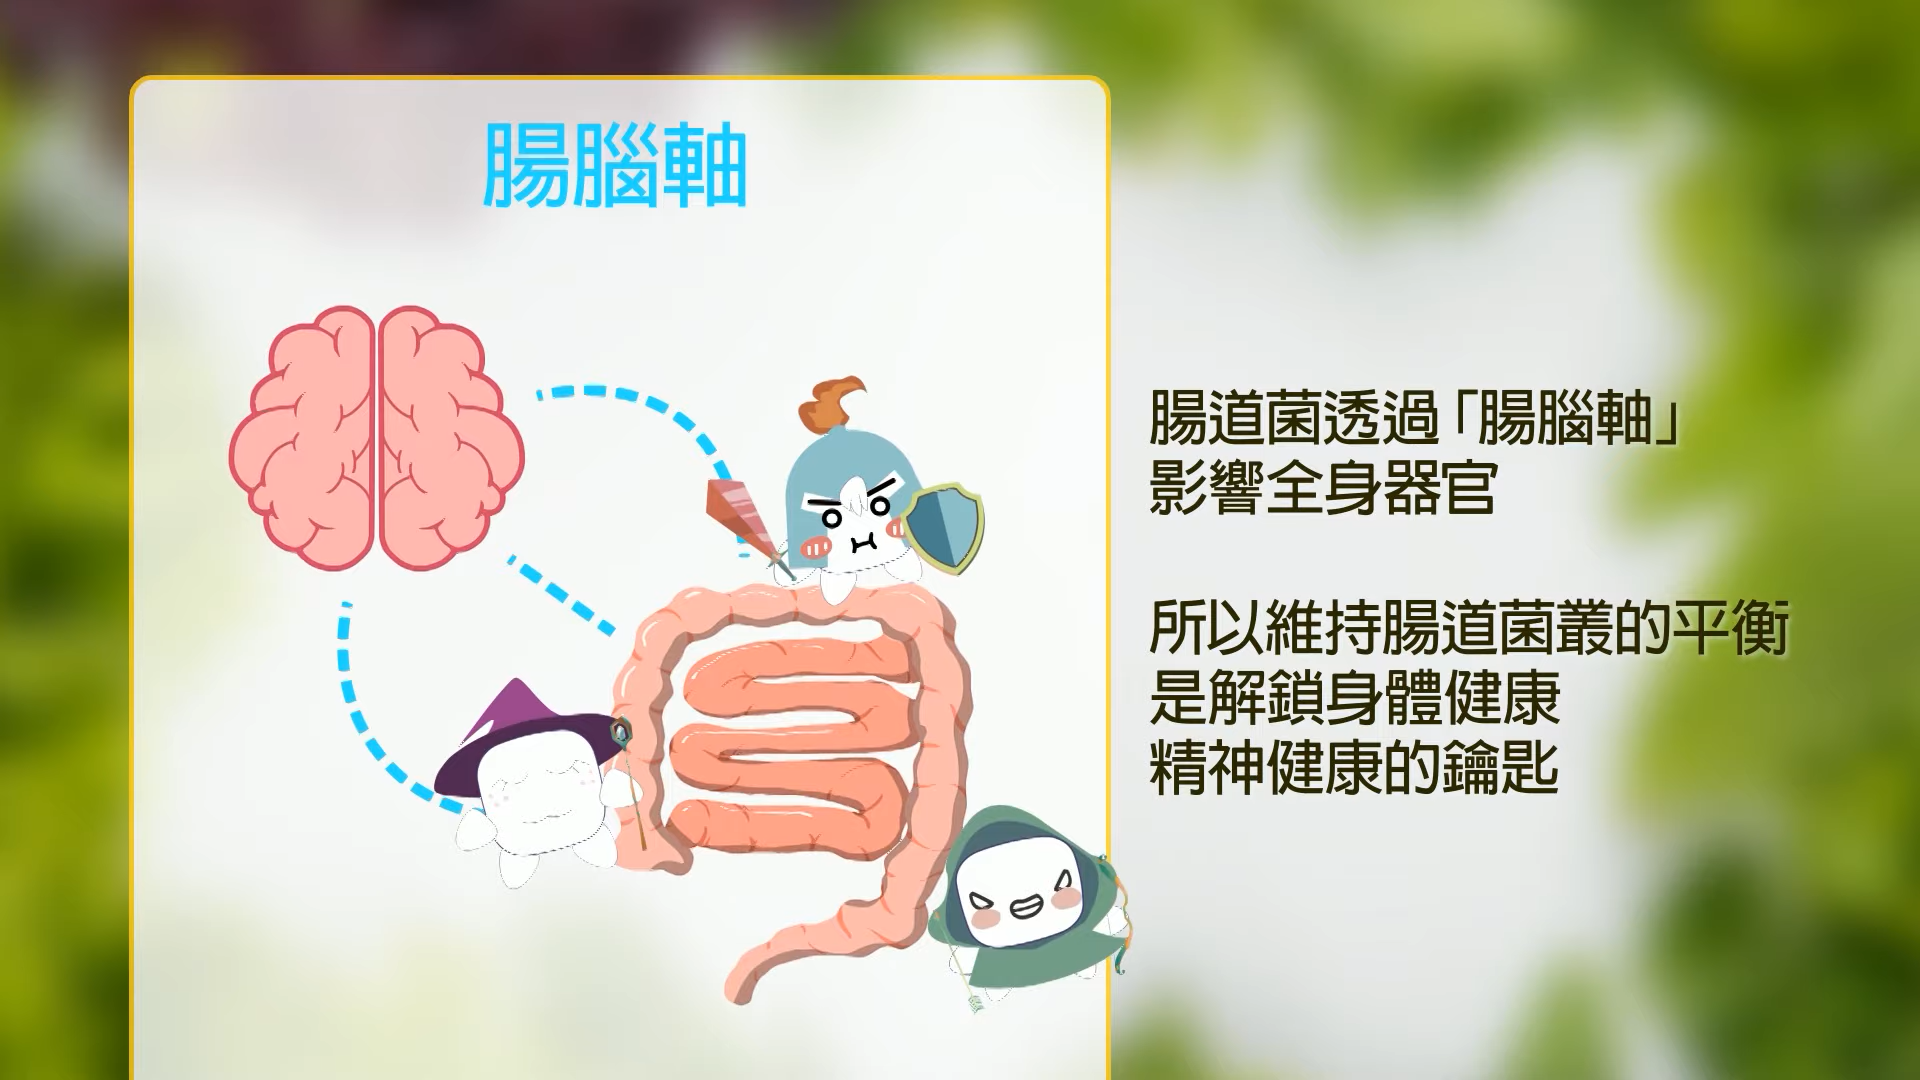 腸腦軸
腸道菌透過「腸腦軸」
影響全身器官
所以維持腸道菌叢的平衡
是解鎖身體健康
精神健康的鑰匙